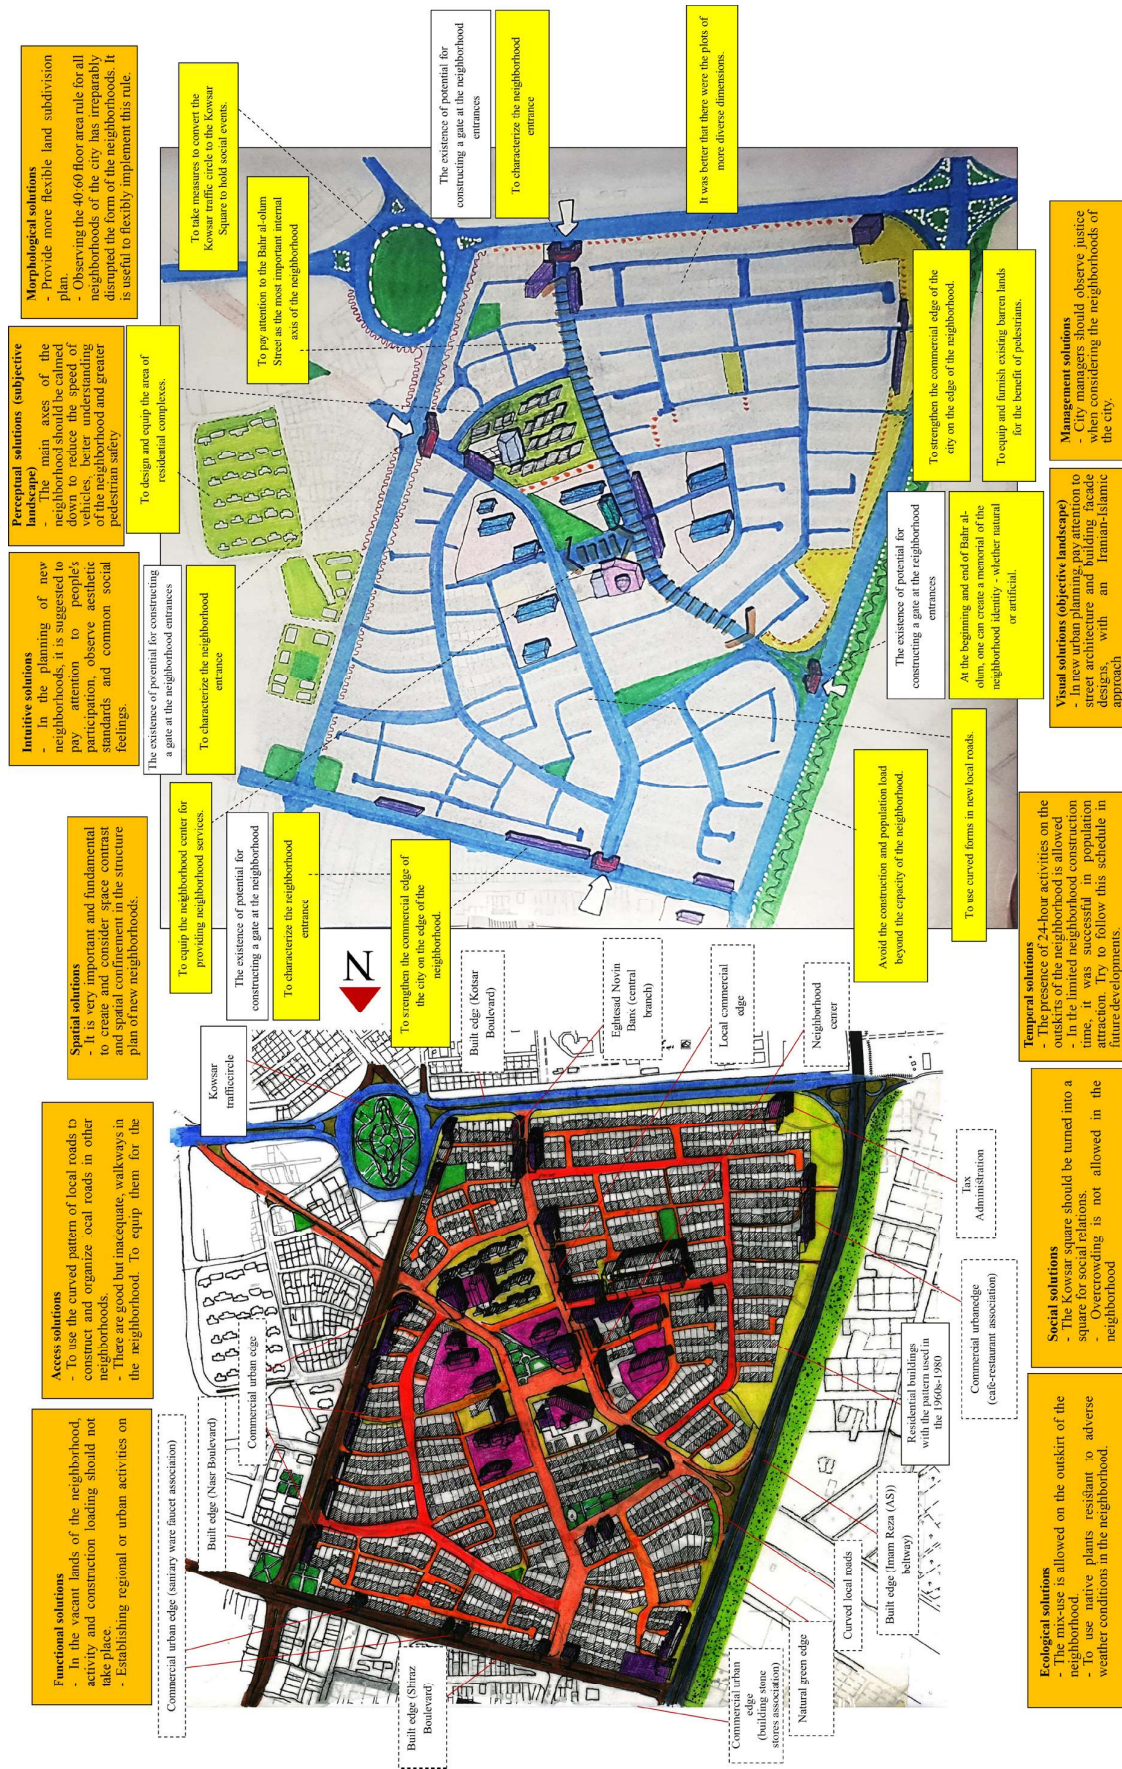 Functional solutions
- In the vacant lands of the neighborhood,
activity and construction loading should not
take place.
- Establishing regional or urban activities on
Access solutions
- To use the curved pattern of local roads to
construct and organize ocal roads in other
neighborhoods.
- There are good but inacequate, walkways in
the neighborhood. To equip them for the
Spatial solutions
- It is very important and fundamental
to create and consider space contrast
and spatial confinement in the structure
plan of new neighborhoods.
Intuitive solutions
- In the planning of new
neighborhoods, it is suggested to
pay attention to people's
participation, observe aesthetic
standards and common social
feelings.
Perceptual solutions (subjective
landscape)
- The main axes of the
neighborhood should be calmed
down to reduce the speed of
vehicles, better understanding
of the neighborhood and greater
pedestrian safety
Morphological solutions
- Provide more flexible land subdivision
plan.
- Observing the 40:60 floor area rule for all
neighborhoods of the city has irreparably
disrupted the form of the neighborhoods. It
is useful to flexibly implement this rule.
Commercial urban edge (saniary ware faucet association)
Built edge (Nasr Boulevard)
Commercial urban edge
Kowsar
trafficcircle
Built edge (Kotsar
Boulevard)
Eghtesad Novin
Banx (central
branch)
Local commercial
edge
Neighborhood
center
Built edge (Shiraz
Boulevard)
Commercial urban
edge
(building stone
stores association)
Natural green edge
Curved local roads
Built edge [Imam Reza (AS))
beltway)
Residential buildings
with the pattern used in
the 1960s-1980
Commercial urbanedge
(cafe-restaurant association)
Tax
Administration
N
To equip the neighborhood center for
providing neighborhood services.
The existence of potential for
constructing a gate at the neighborhood
To characterize the neighborhood
entrance
To strengthen the commercial edge of
the city on the edge of the
neighborhood.
The existence of potential for constructing
a gate at the neighborhood entrances
To characterize the neighborhood
entrance
To design and equip the area of
residential complexes.
To take measures to convert the
Kowsar traffic circle to the Kowsar
Square to hold social events.
To pay attention to the Bahr al-olum
Street as the most important internal
axis of the neighborhood
The existence of potential for
constructing a gate at the neighborhood
entrances
To characterize the neighborhood
entrance
It was better that there were the plots of
more diverse dimensions.
Avoid the construction and population load
beyond the capacity of the neighborhood.
To use curved forms in new local roads.
The existence of potential for
constructing a gate at the neighborhood
entrances
At the beginning and end of Bahr al-
olum, one can create a memorial of the
neighborhood identity - whether natural
or artificial.
To strengthen the commercial edge of the
city on the edge of the neighborhood.
To equip and furnish existing barren lands
for the benefit of pedestrians.
Ecological solutions
- The mix-use is allowed on the outskirt of the
neighborhood.
- To use native plants resistant to adverse
weather conditions in the neighborhood.
Social solutions
- The Kowsar square should be turned into a
square for social relations.
- Overcrowding is not allowed in the
neighborhood
Temporal solutions
- The presence of 24-hour activities on the
outskirts of the neighborhood is allowed
- In the limited neighborhood construction
time, it was successful in population
attraction. Try to follow this schedule in
future developments.
Visual solutions (objective landscape)
- In new urban planning, pay attention to
street architecture and building facade
design, with an Iranian-Islamic
approach
Management solutions
- City managers should observe justice
when considering the neighborhoods of
the city.